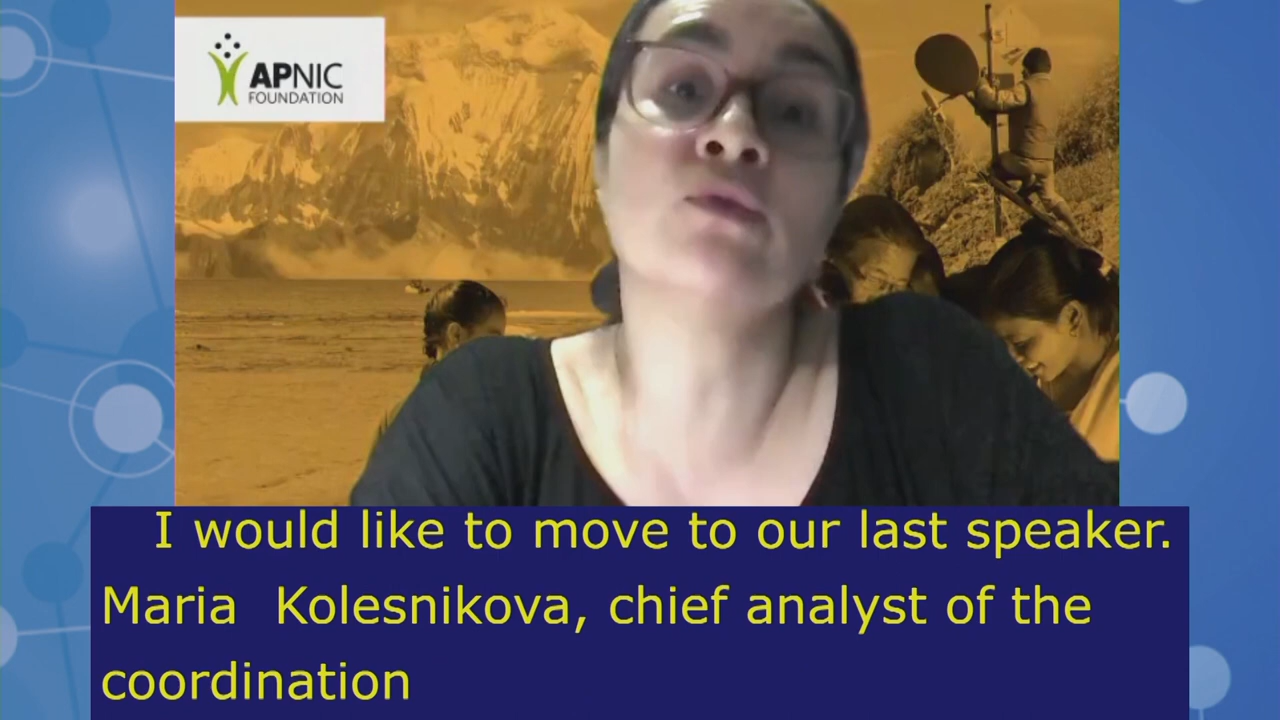 APNIC
FOUNDATION
I would like to move to our last speaker.
Maria Kolesnikova, chief analyst of the
coordination